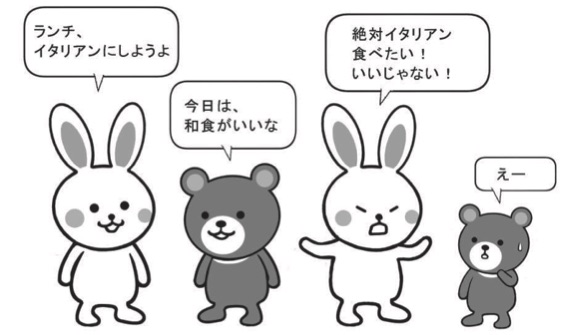 ランチ、
イタリアンにしようよ
今日は、
和食がいいな
絶対イタリアン
食べたい！
いいじゃない！
えー